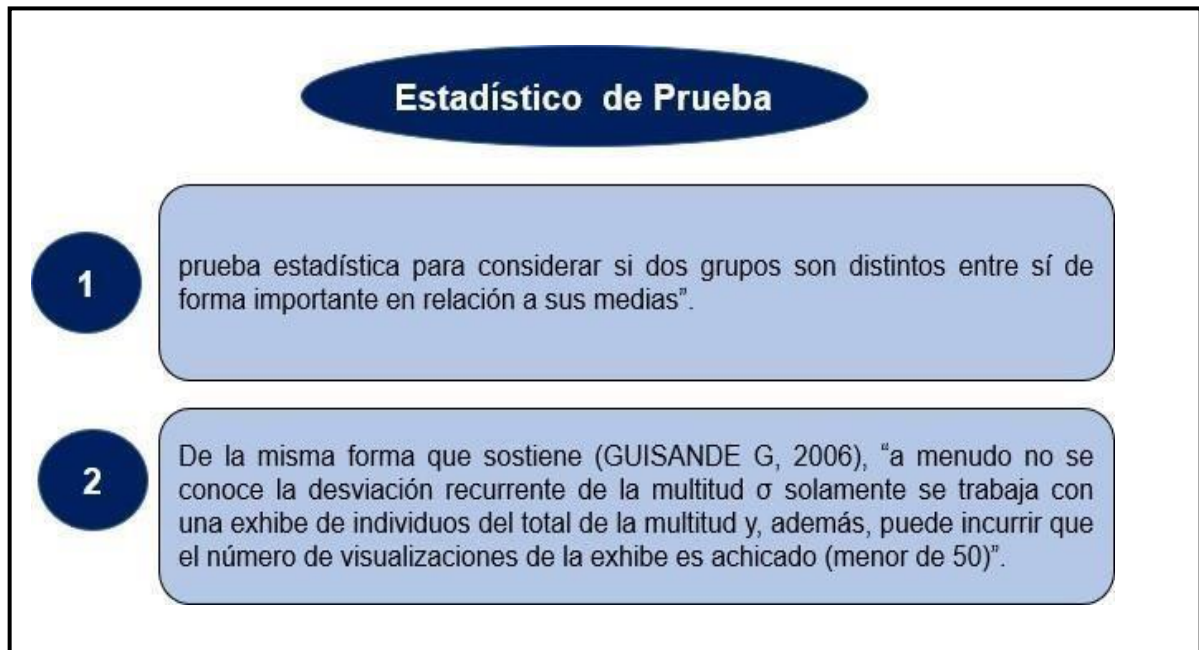 Estadístico de Prueba
1
prueba estadística para considerar si dos grupos son distintos entre sí de
forma importante en relación a sus medias”.
2
De la misma forma que sostiene (GUISANDE G, 2006), “a menudo no se
conoce la desviación recurrente de la multitud σ solamente se trabaja con
una exhibe de individuos del total de la multitud y, además, puede incurrir que
el número de visualizaciones de la exhibe es achicado (menor de 50)”.